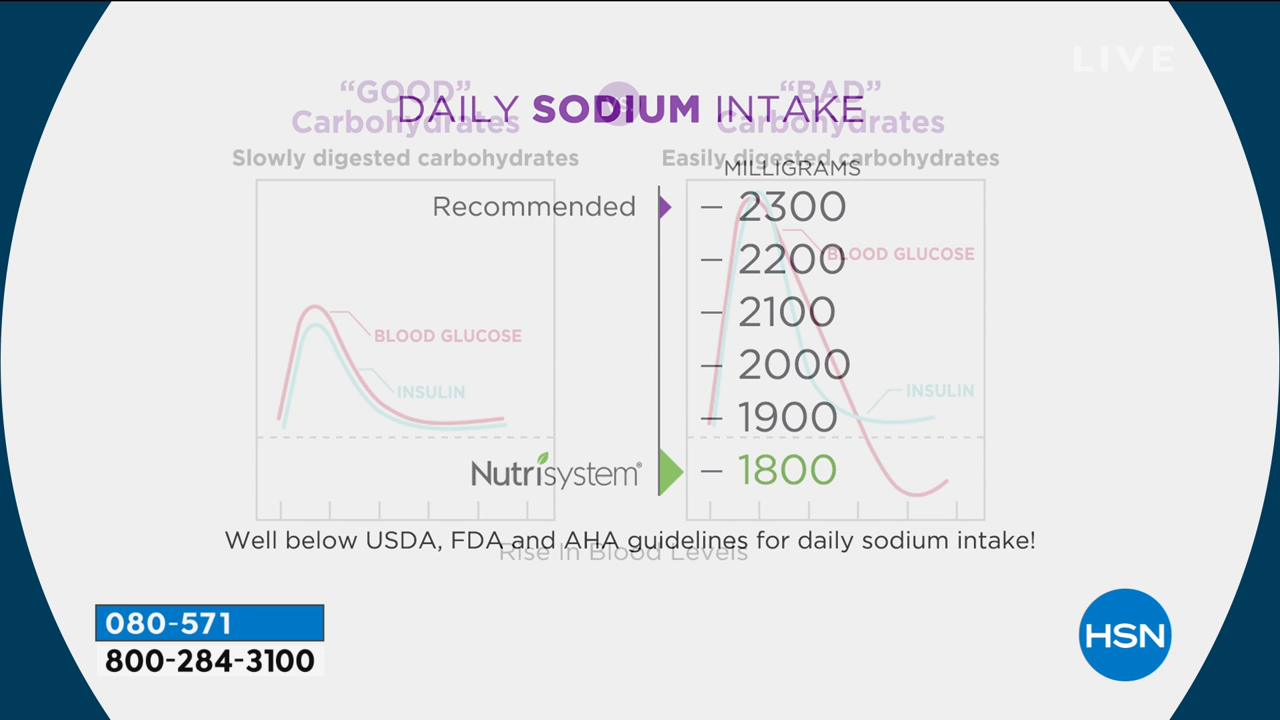 LIVE
“GOOD”
Carbohydrates
Slowly digested carbohydrates
VS
“BAD”
Carbohydrates
Easily digested carbohydrates
DAILY SODIUM INTAKE
MILLIGRAMS
Recommended
2300
2200
2100
2000
1900
Nutrisystem®
1800
BLOOD GLUCOSE
INSULIN
BLOOD GLUCOSE
INSULIN
Well below USDA, FDA and AHA guidelines for daily sodium intake!
Rise In Blood Levels
080-571
800-284-3100
HSN